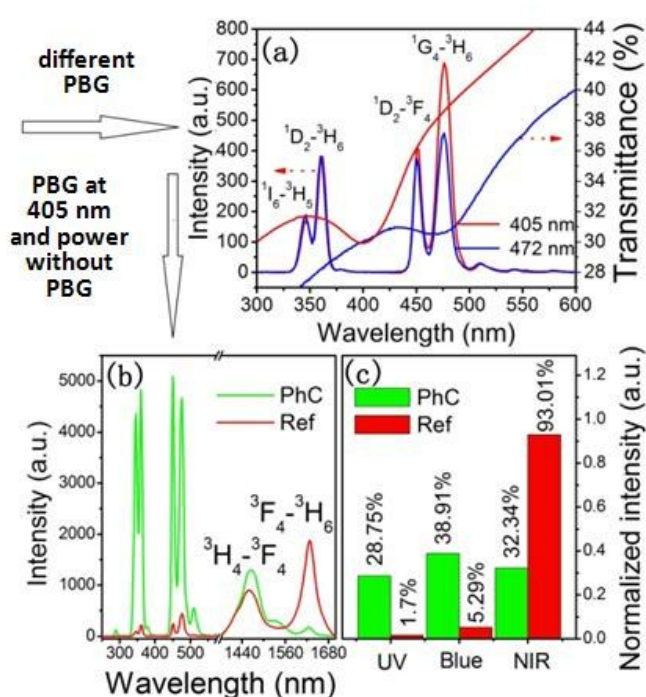 different
PBG
PBG at
405 nm
and power
without
PBG
(a)
Intensity (a.u.)
800
700
600
500
400
300
200
100
0
¹I₆-³H₅
¹D₂-³H₆
¹D₂-³F₄
¹G₄-³H₆
405 nm
472 nm
44
42
40
38
36
34
32
30
28
Transmittance (%)
300 350 400 450 500 550 600
Wavelength (nm)
(b)
Intensity (a.u.)
5000
4000
3000
2000
1000
0
PhC
Ref
³H₄-³F₄
³F₄-³H₆
300 400 500 1440 1560 1680
Wavelength (nm)
(c)
PhC
Ref
28.75%
1.7%
38.91%
5.29%
32.34%
93.01%
UV Blue NIR
1.2
1.0
0.8
0.6
0.4
0.2
0.0
Normalized intensity (a.u.)